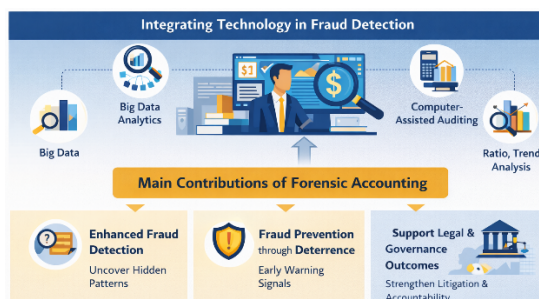 Integrating Technology in Fraud Detection
$3
$
Big Data
Analytics
Computer-
Assisted Auditing
Big Data
Ratio, Trend
Analysis
Main Contributions of Forensic Accounting
?
Enhanced Fraud
Detection
Uncover Hidden
Patterns
!
Fraud Prevention
through Deterrence
Early Warning
Signals
Support Legal &
Governance
Outcomes
Strengthen Litigation &
Accountability